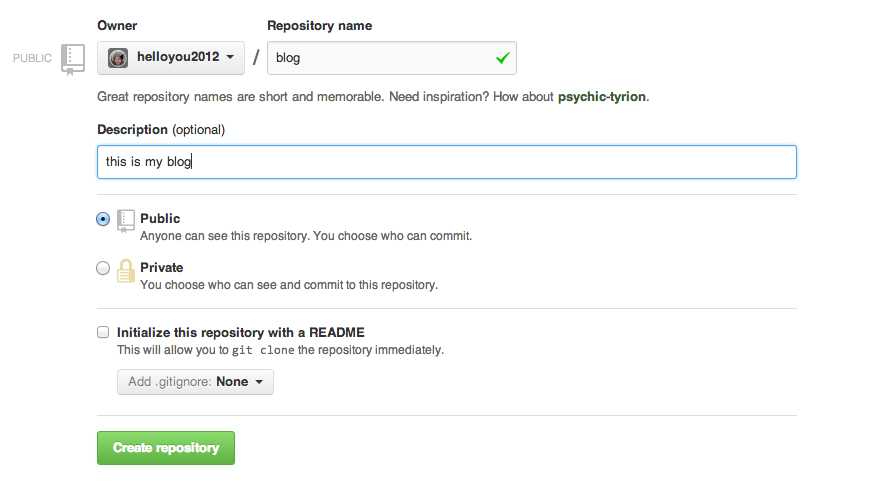 Owner Repository name
PUBLIC helloyou2012 / blog
Great repository names are short and memorable. Need inspiration? How about psychic-tyrion.
Description (optional)
this is my blog
Public
Anyone can see this repository. You choose who can commit.
Private
You choose who can see and commit to this repository.
Initialize this repository with a README
This will allow you to git clone the repository immediately.
Add .gitignore: None
Create repository